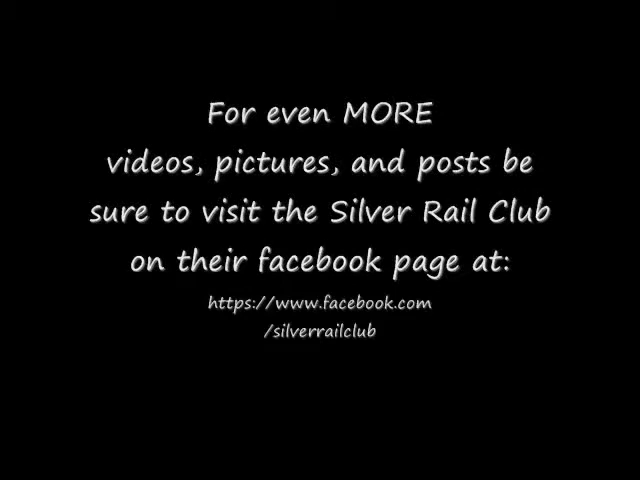 For even MORE
videos, pictures, and posts be
sure to visit the Silver Rail Club
on their facebook page at:
https://www.facebook.com
/silverrailclub